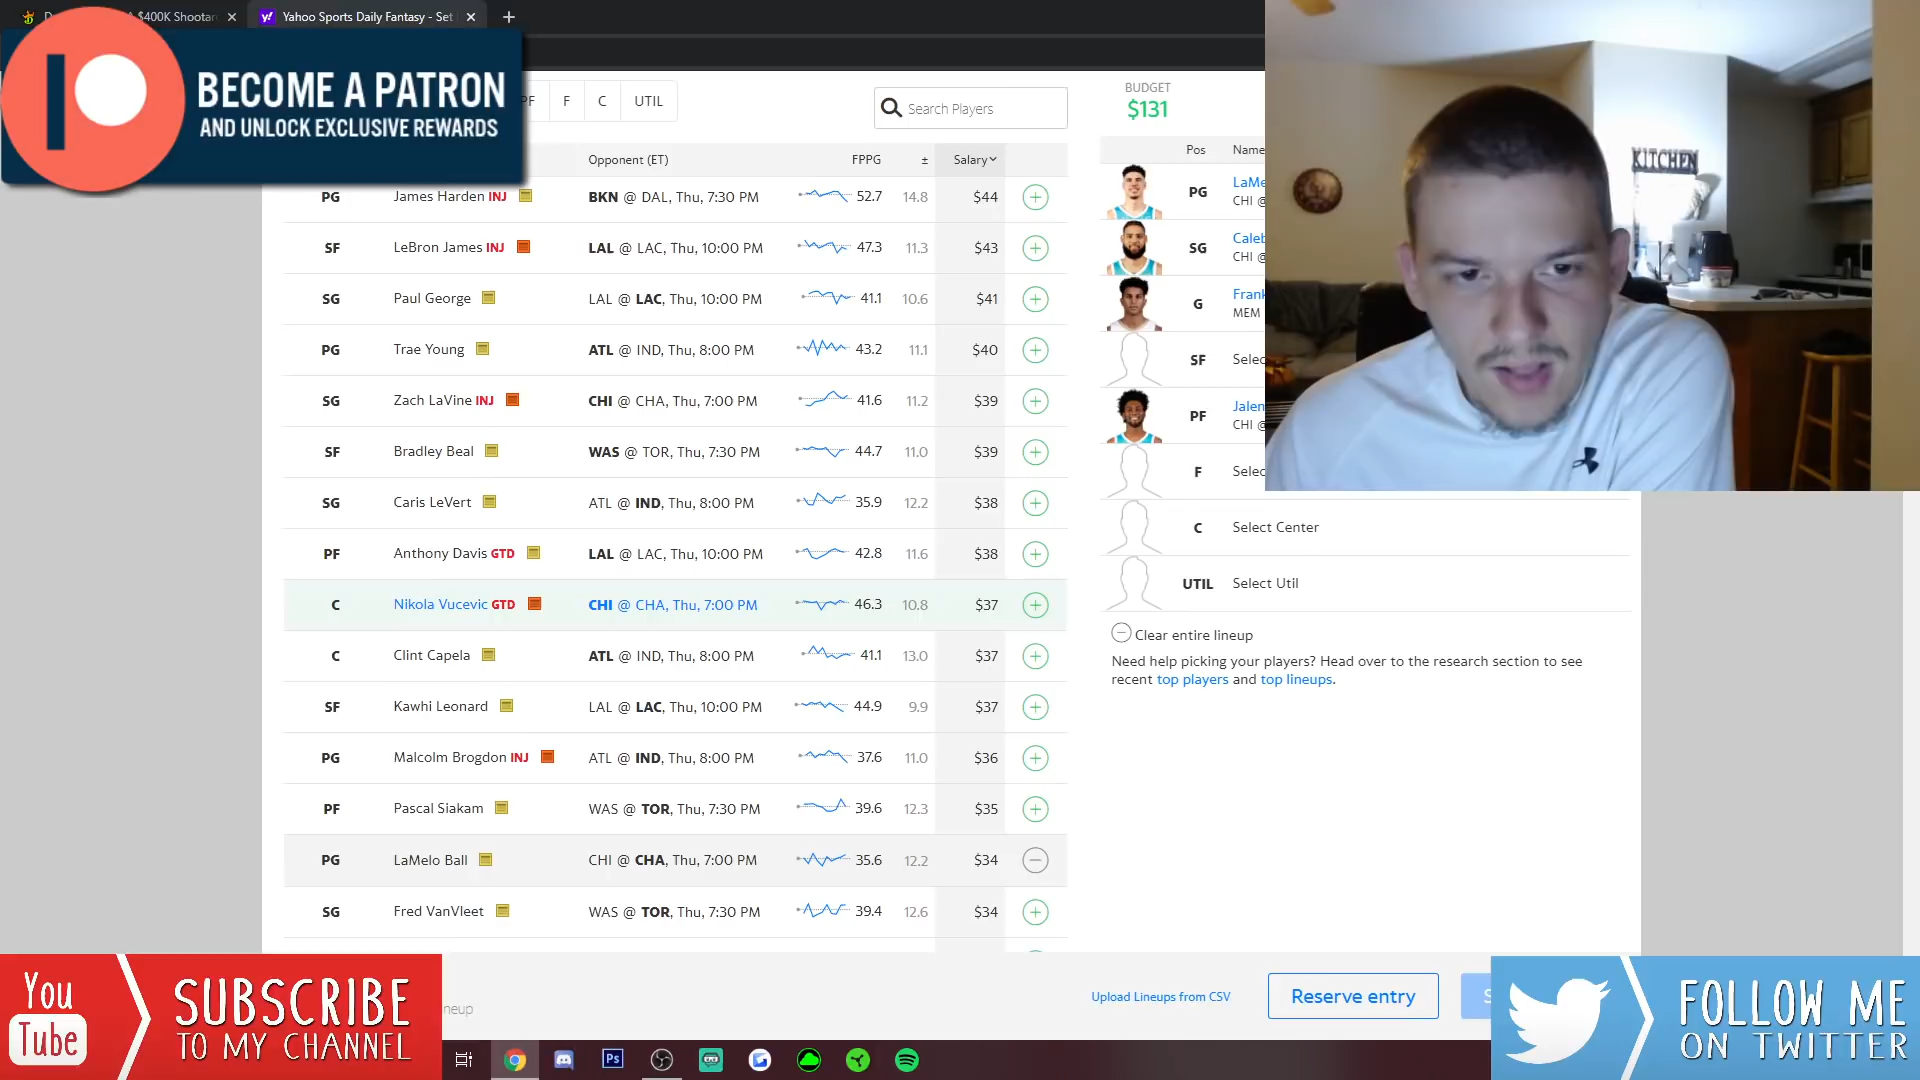 $400K Shootar
Yahoo Sports Daily Fantasy - Set
BECOME A PATRON
AND UNLOCK EXCLUSIVE REWARDS
PF F C UTIL
Search Players
BUDGET
$131
Opponent (ET) FPPG ± Salary
Pos Name
PG James Harden INJ BKN @ DAL, Thu, 7:30 PM 52.7 14.8 $44
SF LeBron James INJ LAL @ LAC, Thu, 10:00 PM 47.3 11.3 $43
SG Paul George LAL @ LAC, Thu, 10:00 PM 41.1 10.6 $41
PG Trae Young ATL @ IND, Thu, 8:00 PM 43.2 11.1 $40
SG Zach LaVine INJ CHI @ CHA, Thu, 7:00 PM 41.6 11.2 $39
SF Bradley Beal WAS @ TOR, Thu, 7:30 PM 44.7 11.0 $39
SG Caris LeVert ATL @ IND, Thu, 8:00 PM 35.9 12.2 $38
PF Anthony Davis GTD LAL @ LAC, Thu, 10:00 PM 42.8 11.6 $38
C Nikola Vucevic GTD CHI @ CHA, Thu, 7:00 PM 46.3 10.8 $37
C Clint Capela ATL @ IND, Thu, 8:00 PM 41.1 13.0 $37
SF Kawhi Leonard LAL @ LAC, Thu, 10:00 PM 44.9 9.9 $37
PG Malcolm Brogdon INJ ATL @ IND, Thu, 8:00 PM 37.6 11.0 $36
PF Pascal Siakam WAS @ TOR, Thu, 7:30 PM 39.6 12.3 $35
PG LaMelo Ball CHI @ CHA, Thu, 7:00 PM 35.6 12.2 $34
SG Fred VanVleet WAS @ TOR, Thu, 7:30 PM 39.4 12.6 $34
PG LaMe
CHI @
SG Caleb
CHI @
G Frank
MEM
SF Selec
PF Jalen
CHI @
F Selec
C Select Center
UTIL Select Util
Clear entire lineup
Need help picking your players? Head over to the research section to see
recent top players and top lineups.
KITCHEN
neup
Upload Lineups from CSV
Reserve entry
S
You
Tube
SUBSCRIBE
TO MY CHANNEL
Ps
FOLLOW ME
ON TWITTER